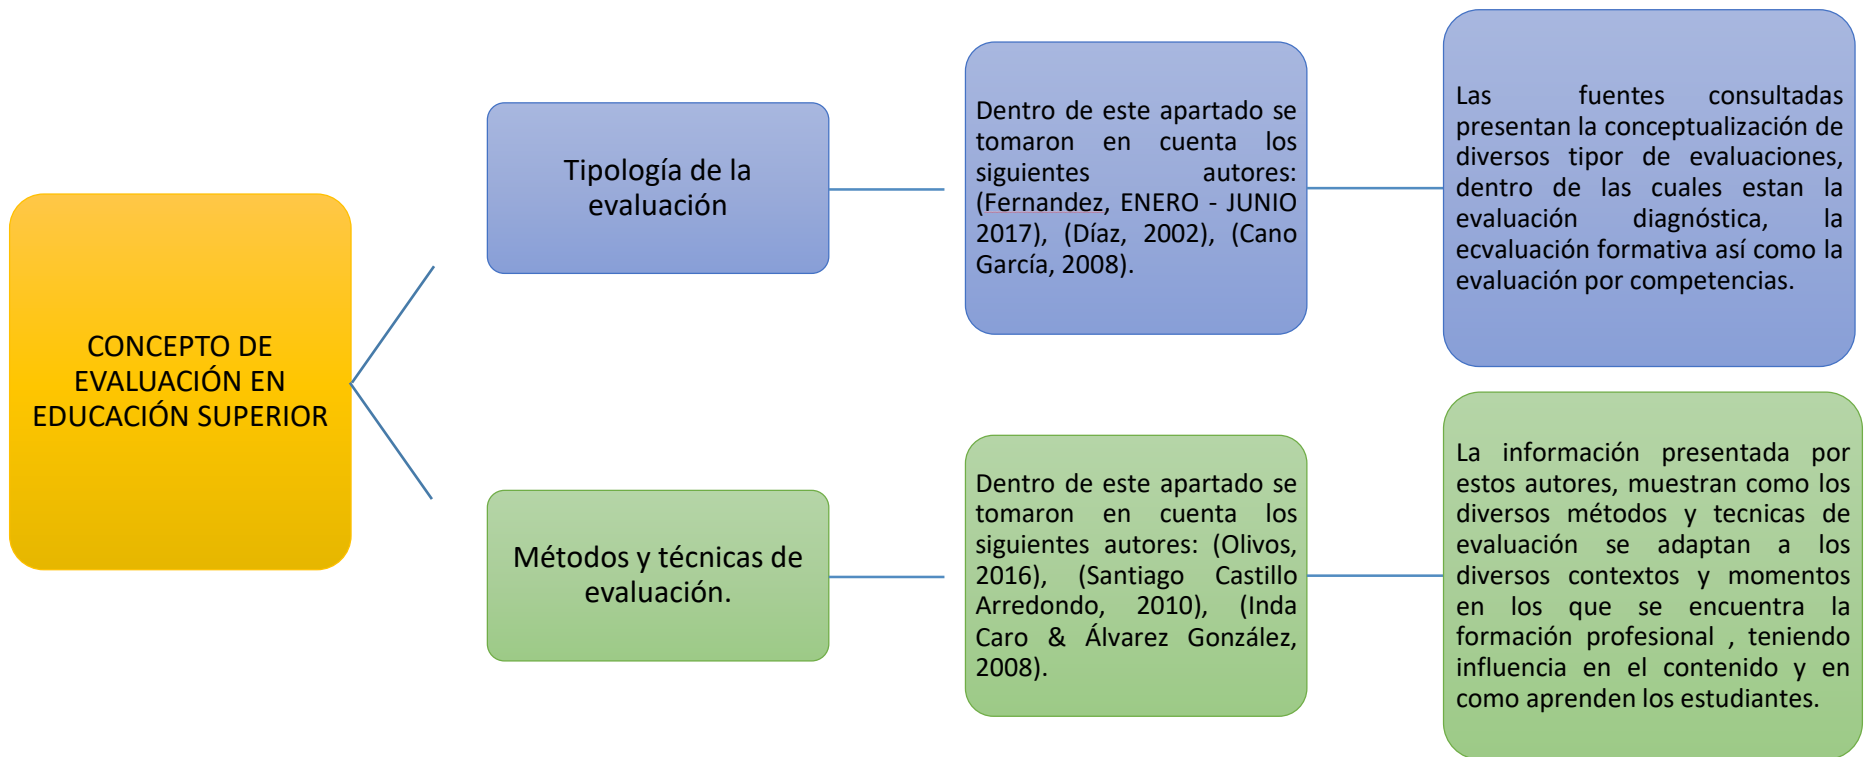 CONCEPTO DE
EVALUACIÓN EN
EDUCACIÓN SUPERIOR
Tipología de la
evaluación
Dentro de este apartado se
tomaron en cuenta los
siguientes autores:
(Fernandez, ENERO - JUNIO
2017), (Díaz, 2002), (Cano
García, 2008).
Las fuentes consultadas
presentan la conceptualización de
diversos tipor de evaluaciones,
dentro de las cuales estan la
evaluación diagnóstica, la
ecvaluación formativa así como la
evaluación por competencias.
Métodos y técnicas de
evaluación.
Dentro de este apartado se
tomaron en cuenta los
siguientes autores: (Olivos,
2016), (Santiago Castillo
Arredondo, 2010), (Inda
Caro & Álvarez González,
2008).
La información presentada por
estos autores, muestran como los
diversos métodos y tecnicas de
evaluación se adaptan a los
diversos contextos y momentos
en los que se encuentra la
formación profesional , teniendo
influencia en el contenido y en
como aprenden los estudiantes.